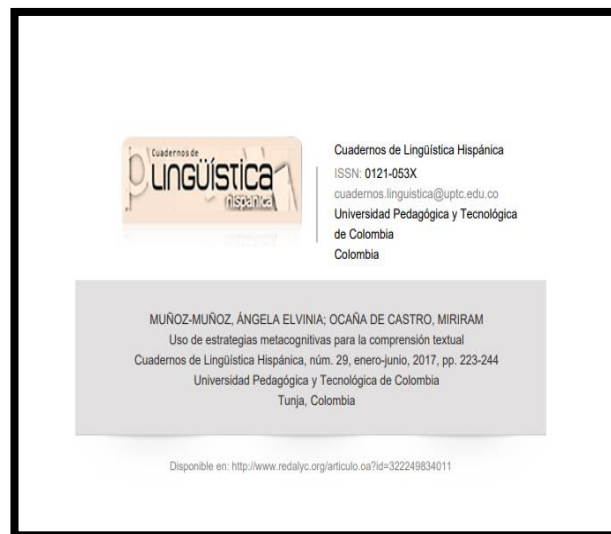 Cuadernos de
LINGÜÍSTICA
hispánica
Cuadernos de Lingüística Hispánica
ISSN: 0121-053X
cuadernos.linguistica@uptc.edu.co
Universidad Pedagógica y Tecnológica
de Colombia
Colombia
MUÑOZ-MUÑOZ, ÁNGELA ELVINIA; OCAÑA DE CASTRO, MIRIRAM
Uso de estrategias metacognitivas para la comprensión textual
Cuadernos de Lingüística Hispánica, núm. 29, enero-junio, 2017, pp. 223-244
Universidad Pedagógica y Tecnológica de Colombia
Tunja, Colombia
Disponible en: http://www.redalyc.org/articulo.oa?id=322249834011